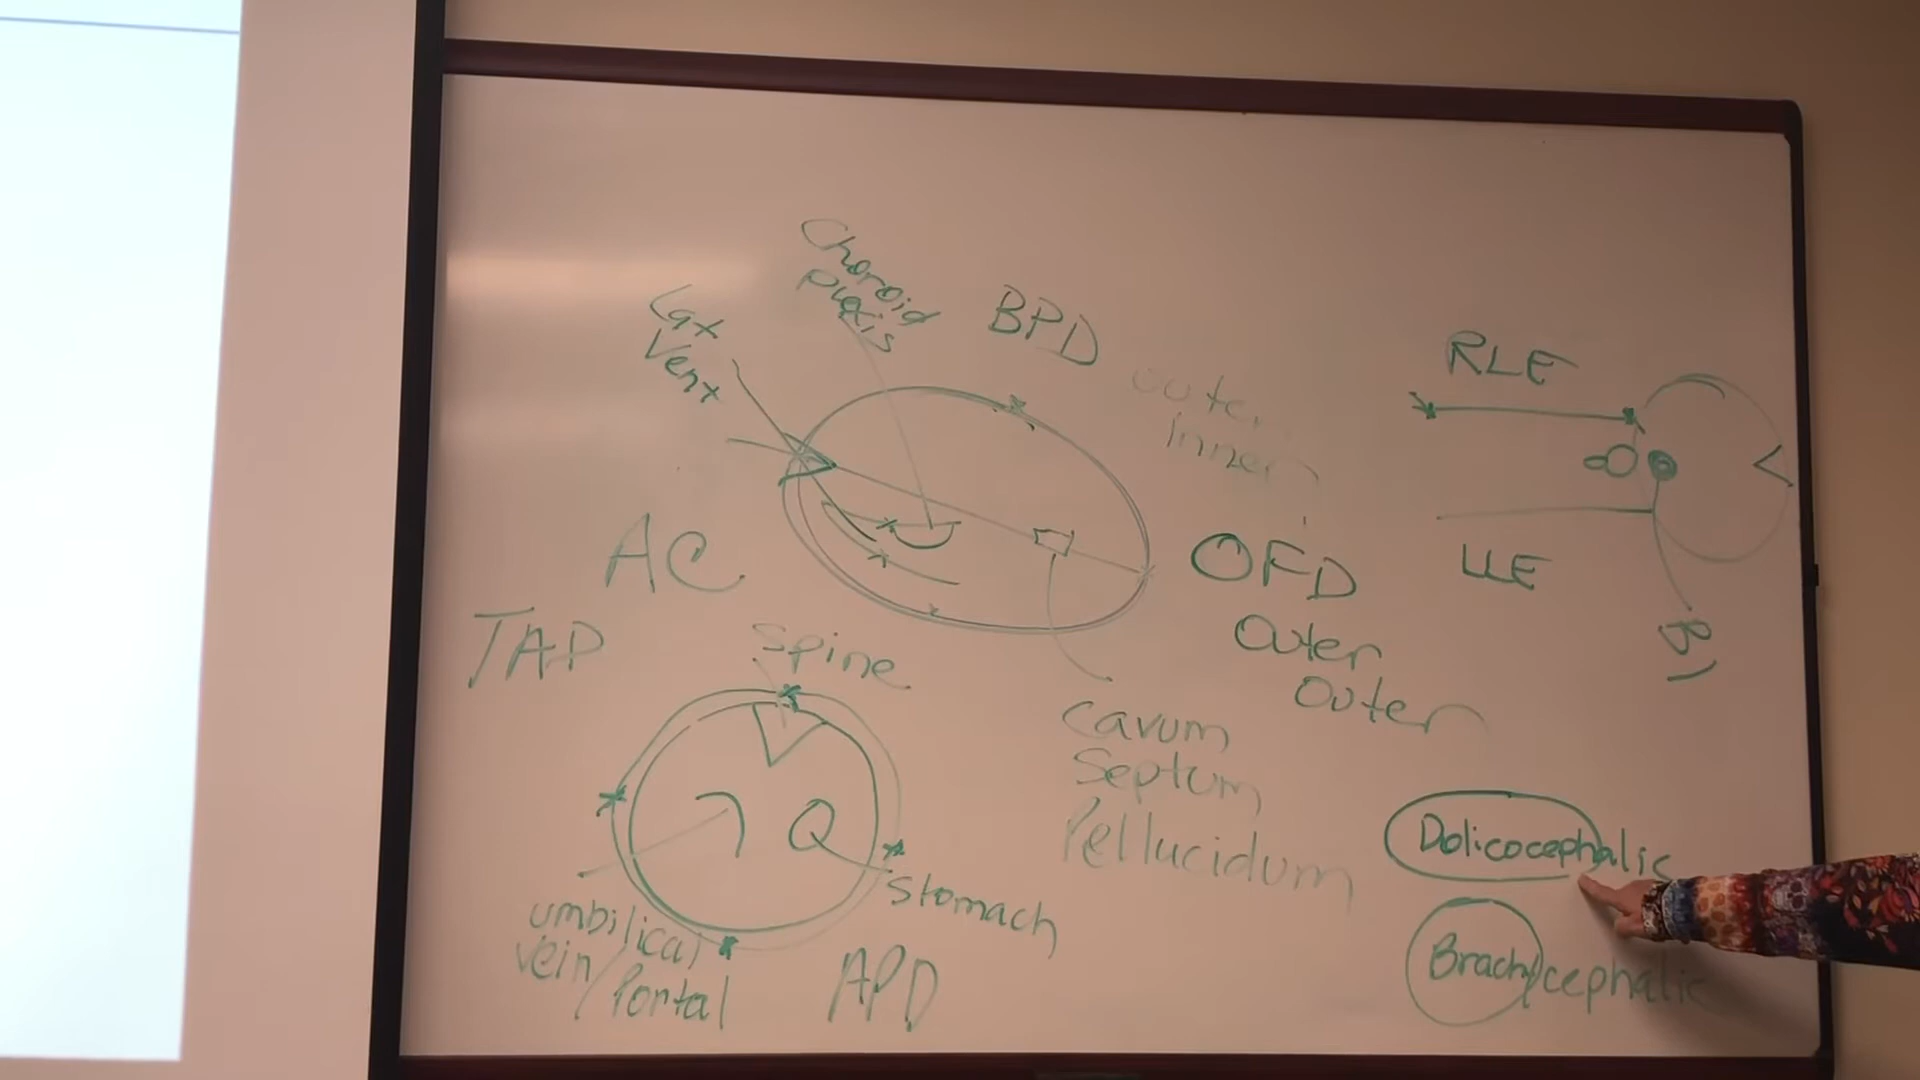 Choroid
plexis
Lat
Vent
BPD
outer
Inner
RLE
LLE
AC
OFD
Outer
Outer
TAP
Spine
Cavum
Septum
Pellucidum
Stomach
umbilical
vein/Portal
APD
Dolicocephalic
Brachycephalic